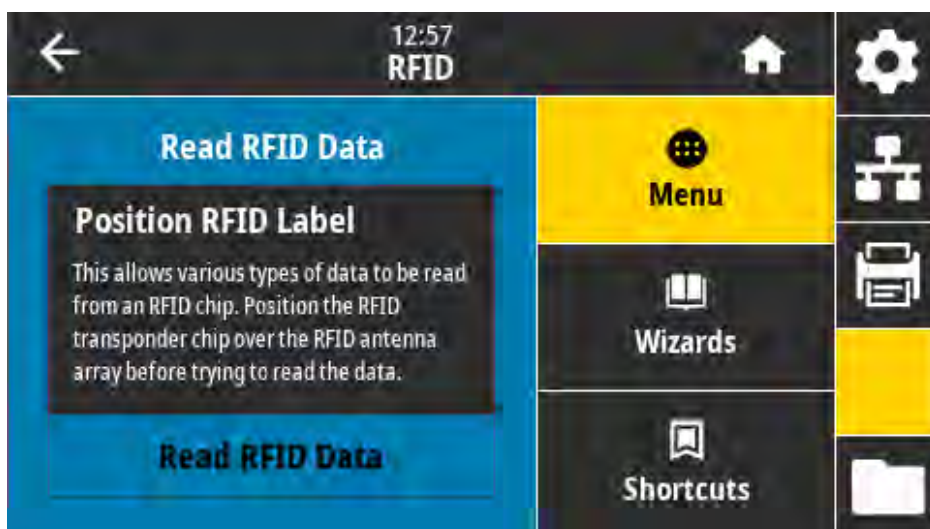 12:57
RFID
Read RFID Data
Position RFID Label
This allows various types of data to be read
from an RFID chip. Position the RFID
transponder chip over the RFID antenna
array before trying to read the data.
Read RFID Data
Menu
Wizards
Shortcuts